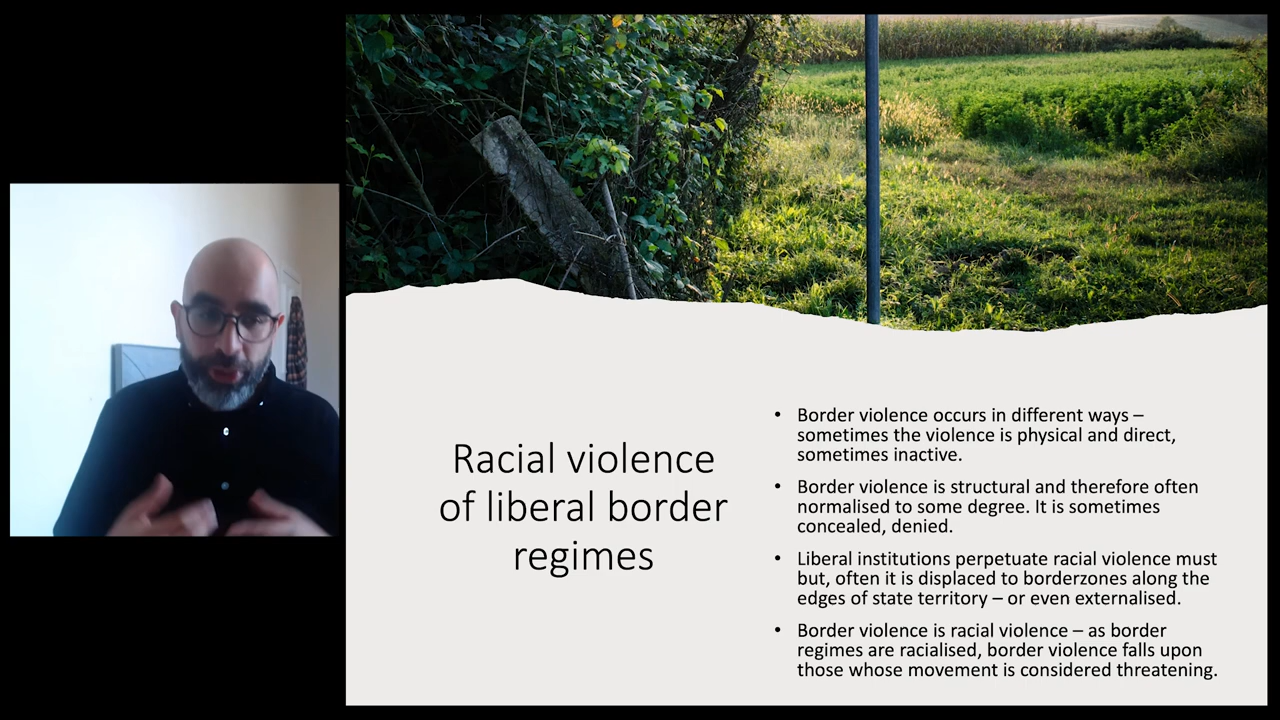 Racial violence
of liberal border
regimes
• Border violence occurs in different ways –
sometimes the violence is physical and direct,
sometimes inactive.
• Border violence is structural and therefore often
normalised to some degree. It is sometimes
concealed, denied.
• Liberal institutions perpetuate racial violence must
but, often it is displaced to borderzones along the
edges of state territory – or even externalised.
• Border violence is racial violence – as border
regimes are racialised, border violence falls upon
those whose movement is considered threatening.